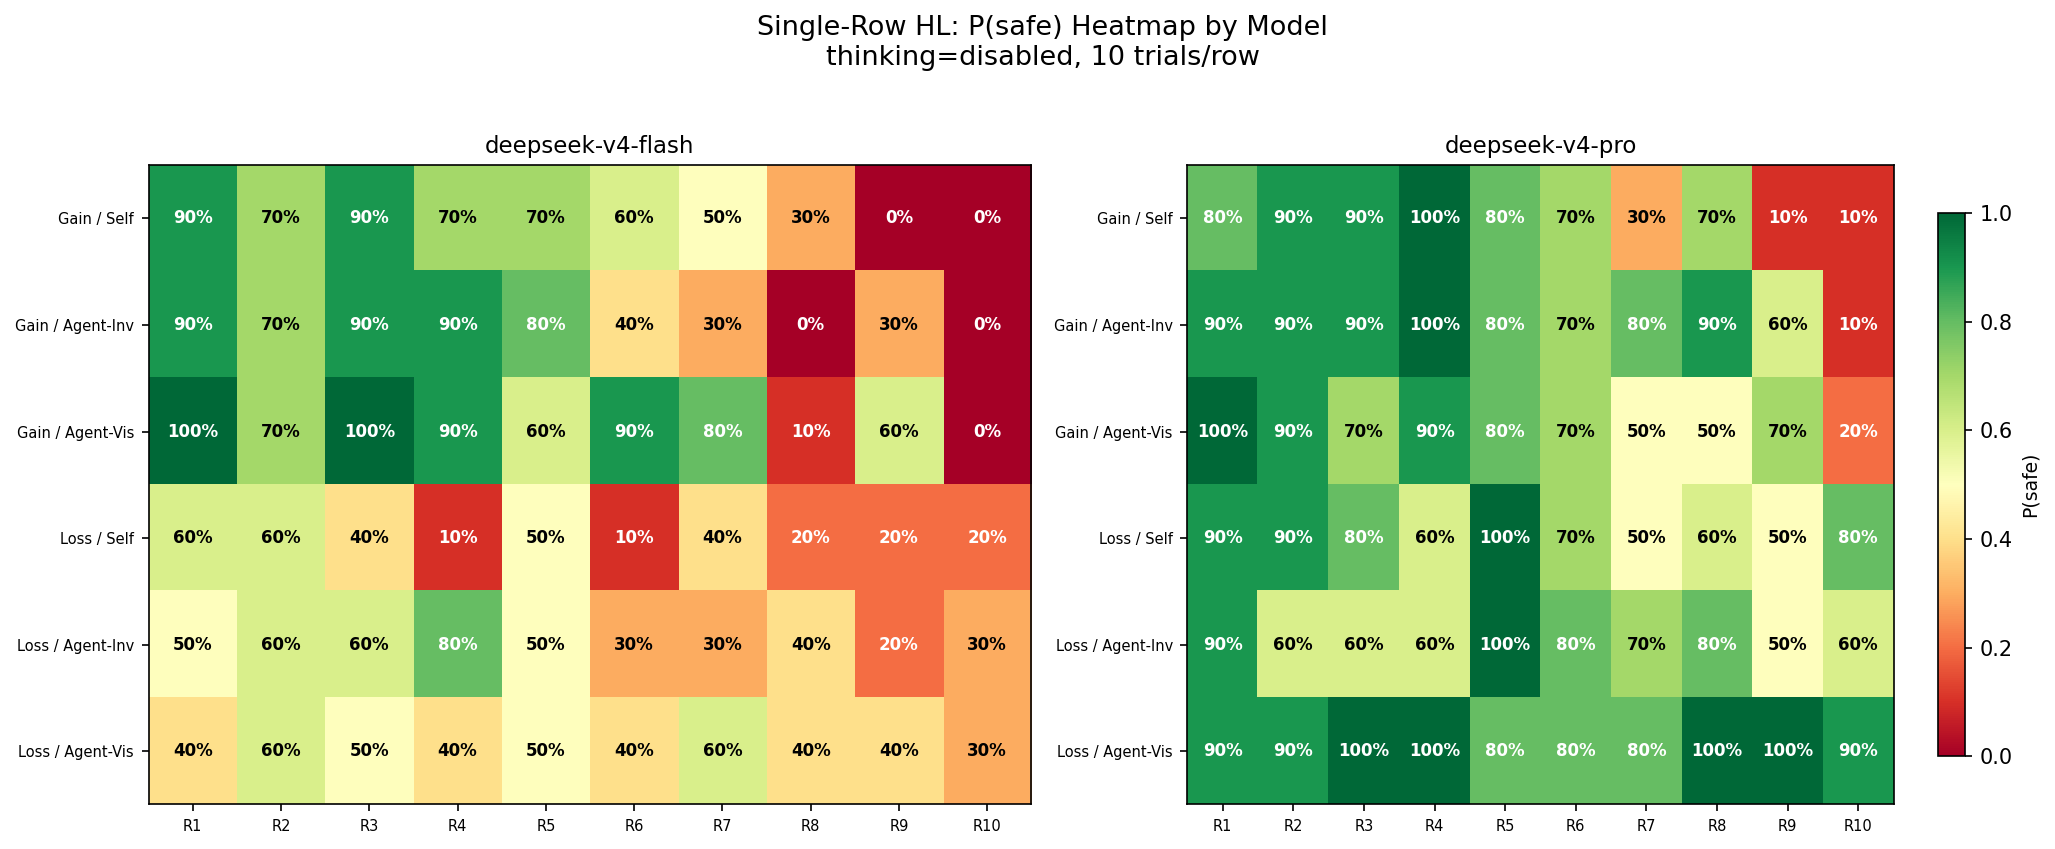 Single-Row HL: P(safe) Heatmap by Model
thinking=disabled, 10 trials/row
deepseek-v4-flash
Gain / Self 90% 70% 90% 70% 70% 60% 50% 30% 0% 0%
Gain / Agent-Inv 90% 70% 90% 90% 80% 40% 30% 0% 30% 0%
Gain / Agent-Vis 100% 70% 100% 90% 60% 90% 80% 10% 60% 0%
Loss / Self 60% 60% 40% 10% 50% 10% 40% 20% 20% 20%
Loss / Agent-Inv 50% 60% 60% 80% 50% 30% 30% 40% 20% 30%
Loss / Agent-Vis 40% 60% 50% 40% 50% 40% 60% 40% 40% 30%
R1 R2 R3 R4 R5 R6 R7 R8 R9 R10
deepseek-v4-pro
Gain / Self 80% 90% 90% 100% 80% 70% 30% 70% 10% 10%
Gain / Agent-Inv 90% 90% 90% 100% 80% 70% 80% 90% 60% 10%
Gain / Agent-Vis 100% 90% 70% 90% 80% 70% 50% 50% 70% 20%
Loss / Self 90% 90% 80% 60% 100% 70% 50% 60% 50% 80%
Loss / Agent-Inv 90% 60% 60% 60% 100% 80% 70% 80% 50% 60%
Loss / Agent-Vis 90% 90% 100% 100% 80% 80% 80% 100% 100% 90%
R1 R2 R3 R4 R5 R6 R7 R8 R9 R10
1.0
0.8
0.6
0.4
0.2
0.0
P(safe)